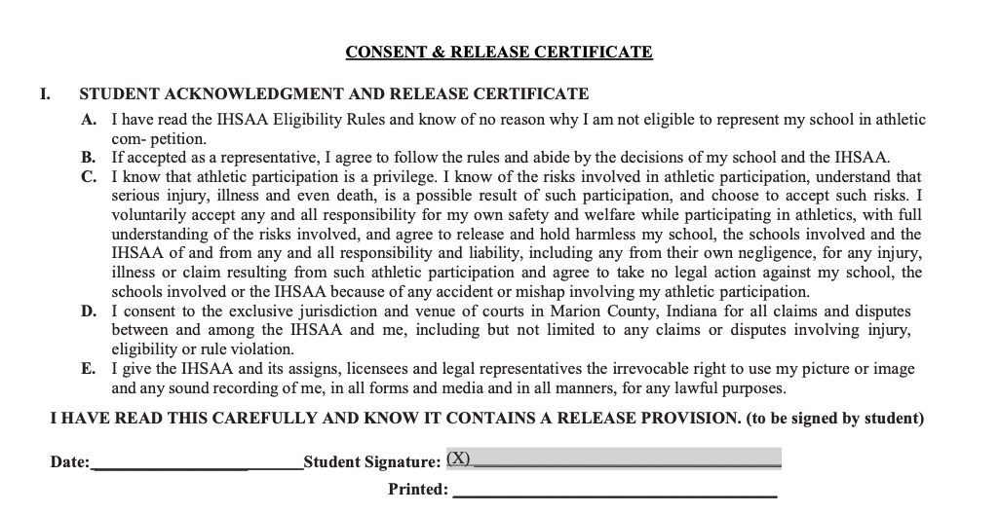 CONSENT & RELEASE CERTIFICATE
I. STUDENT ACKNOWLEDGMENT AND RELEASE CERTIFICATE
A. I have read the IHSAA Eligibility Rules and know of no reason why I am not eligible to represent my school in athletic
com- petition.
B. If accepted as a representative, I agree to follow the rules and abide by the decisions of my school and the IHSAA.
C. I know that athletic participation is a privilege. I know of the risks involved in athletic participation, understand that
serious injury, illness and even death, is a possible result of such participation, and choose to accept such risks. I
voluntarily accept any and all responsibility for my own safety and welfare while participating in athletics, with full
understanding of the risks involved, and agree to release and hold harmless my school, the schools involved and the
IHSAA of and from any and all responsibility and liability, including any from their own negligence, for any injury,
illness or claim resulting from such athletic participation and agree to take no legal action against my school, the
schools involved or the IHSAA because of any accident or mishap involving my athletic participation.
D. I consent to the exclusive jurisdiction and venue of courts in Marion County, Indiana for all claims and disputes
between and among the IHSAA and me, including but not limited to any claims or disputes involving injury,
eligibility or rule violation.
E. I give the IHSAA and its assigns, licensees and legal representatives the irrevocable right to use my picture or image
and any sound recording of me, in all forms and media and in all manners, for any lawful purposes.
I HAVE READ THIS CAREFULLY AND KNOW IT CONTAINS A RELEASE PROVISION. (to be signed by student)
Date:____________________Student Signature: (X)______________________________
Printed: ______________________________